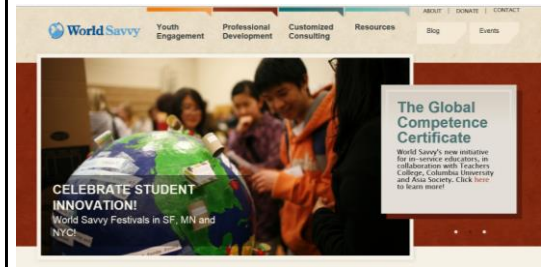 ABOUT | DONATE | CONTACT
World Savvy
Youth
Engagement
Professional
Development
Customized
Consulting
Resources
Blog
Events
CELEBRATE STUDENT
INNOVATION!
World Savvy Festivals in SF, MN and
NYC!
The Global
Competence
Certificate
World Savvy's new initiative
for in-service educators, in
collaboration with Teachers
College, Columbia University
and Asia Society. Click here
to learn more!